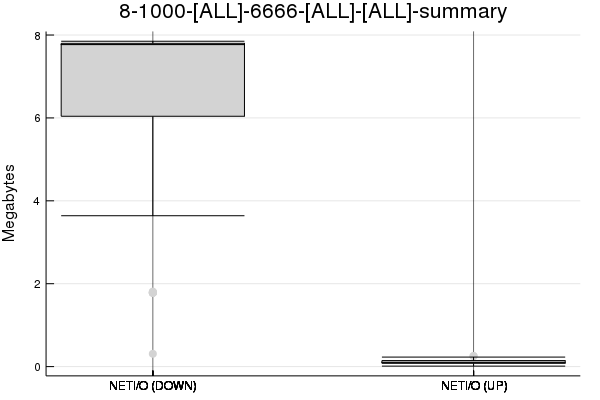 8-1000-[ALL]-6666-[ALL]-[ALL]-summary
Megabytes
8
6
4
2
0
NETI/O (DOWN)
NETI/O (UP)